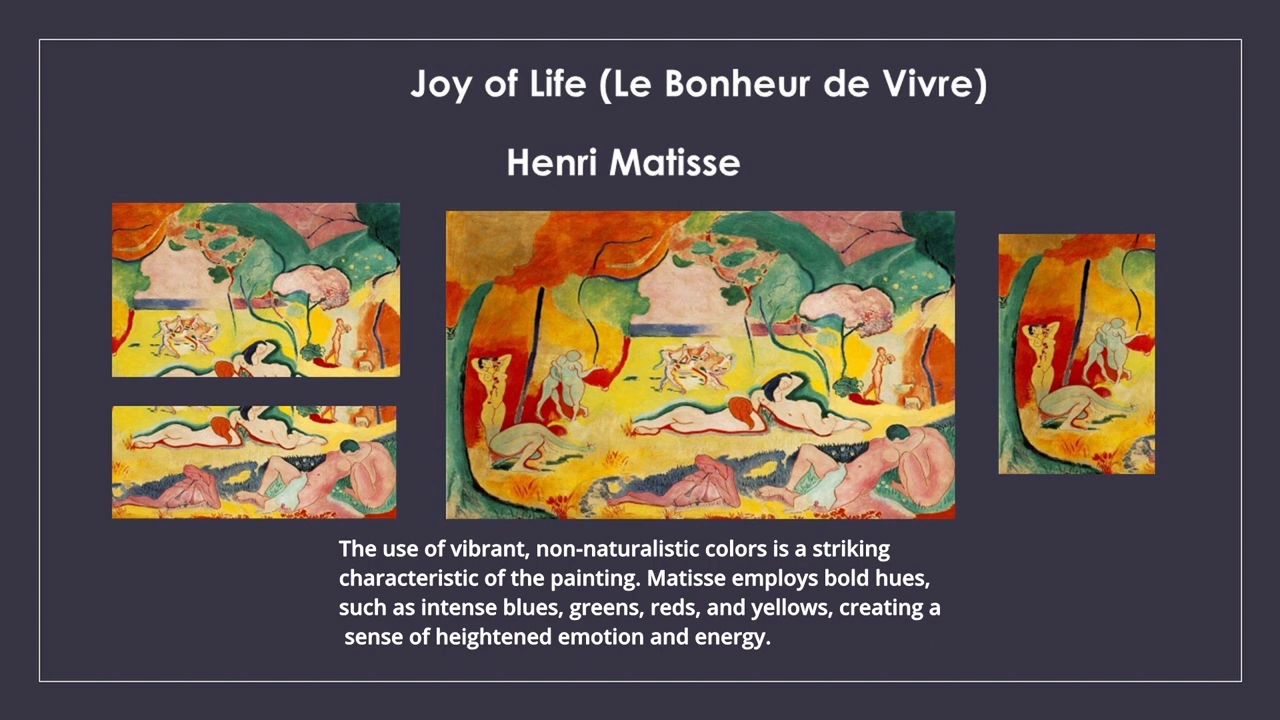 Joy of Life (Le Bonheur de Vivre)
Henri Matisse
The use of vibrant, non-naturalistic colors is a striking
characteristic of the painting. Matisse employs bold hues,
such as intense blues, greens, reds, and yellows, creating a
sense of heightened emotion and energy.